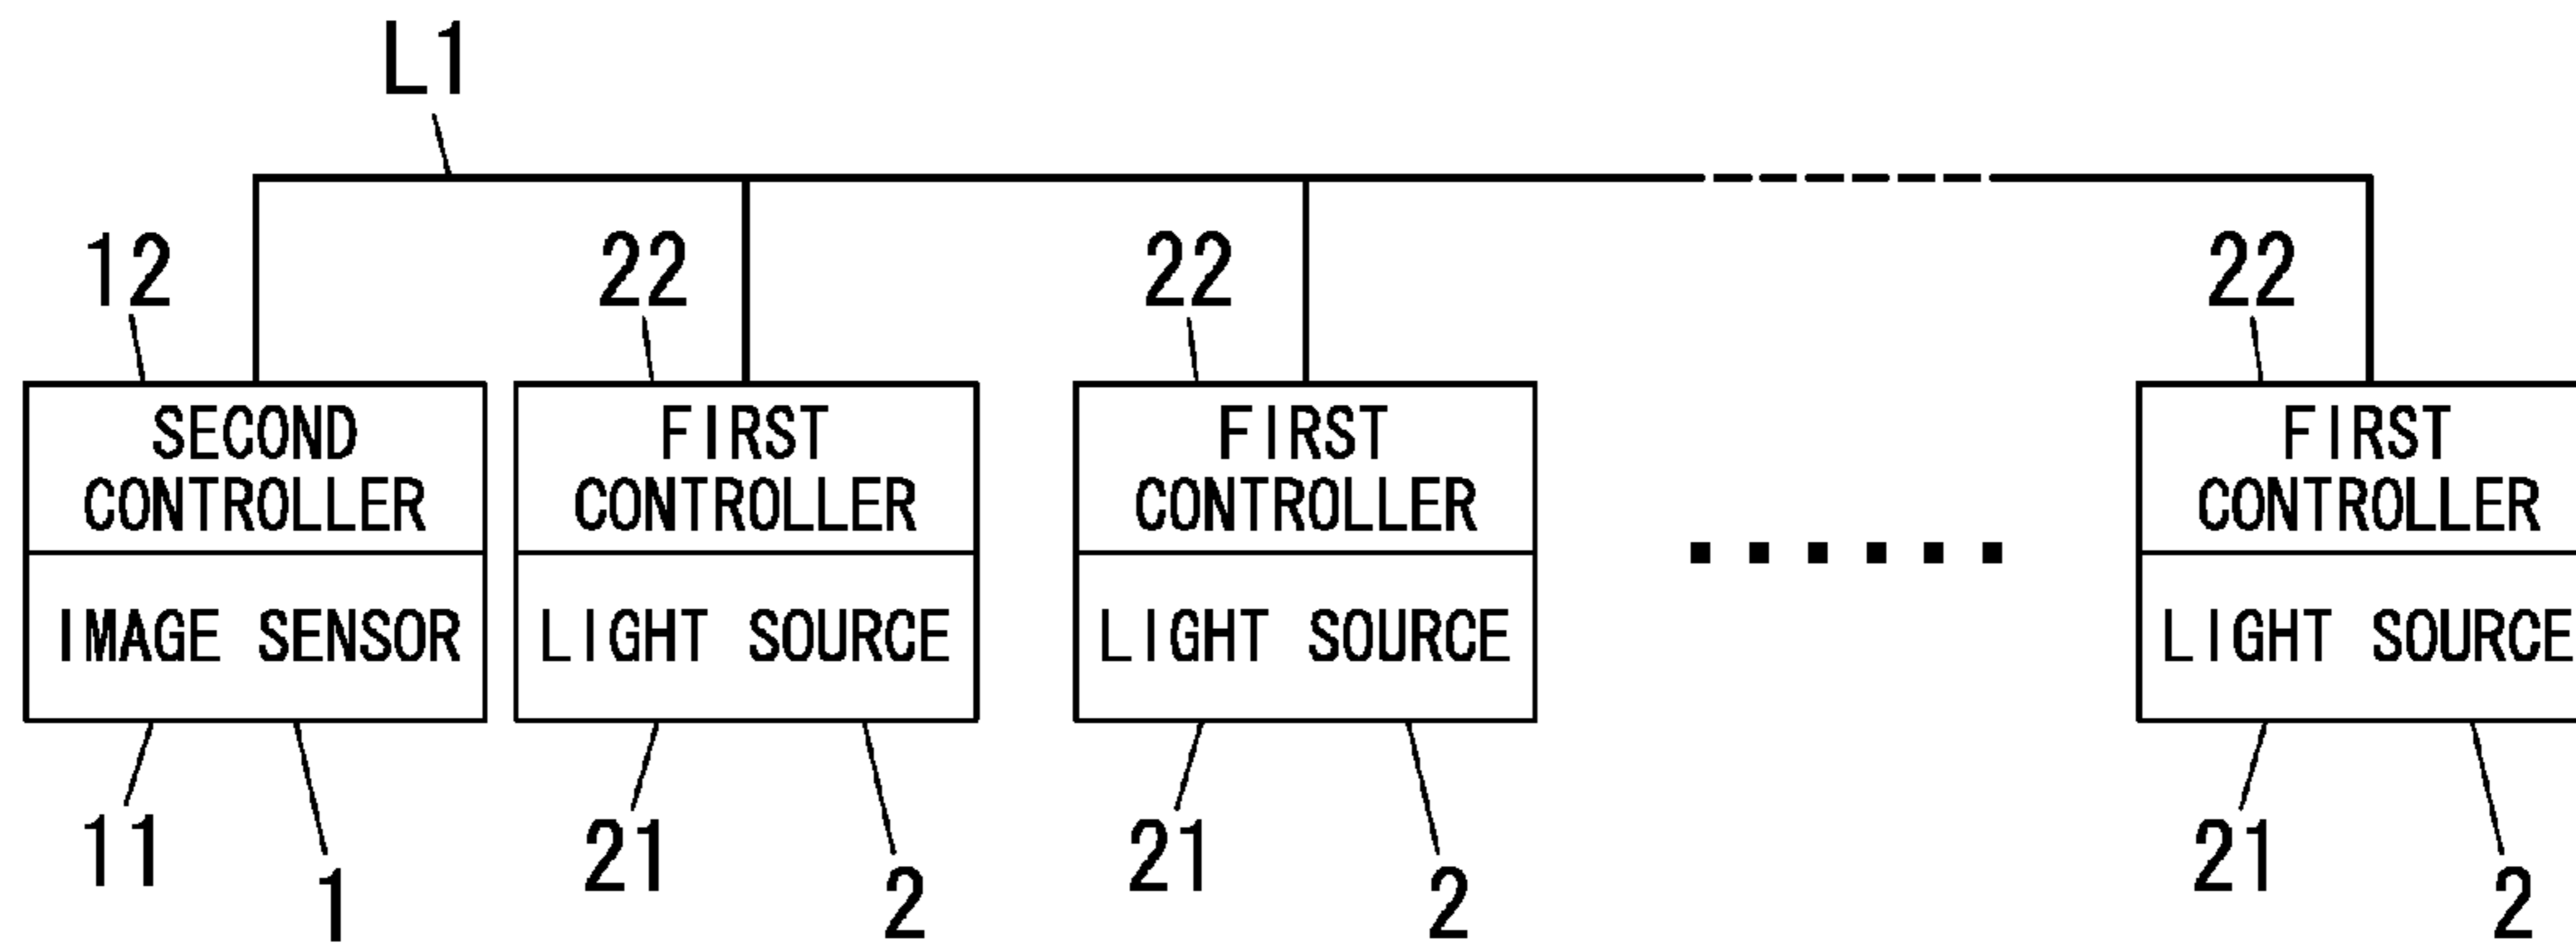 L1
12
22
22
22
SECOND
CONTROLLER
IMAGE SENSOR
FIRST
CONTROLLER
LIGHT SOURCE
FIRST
CONTROLLER
LIGHT SOURCE
FIRST
CONTROLLER
LIGHT SOURCE
11
1
21
2
21
2
21
2